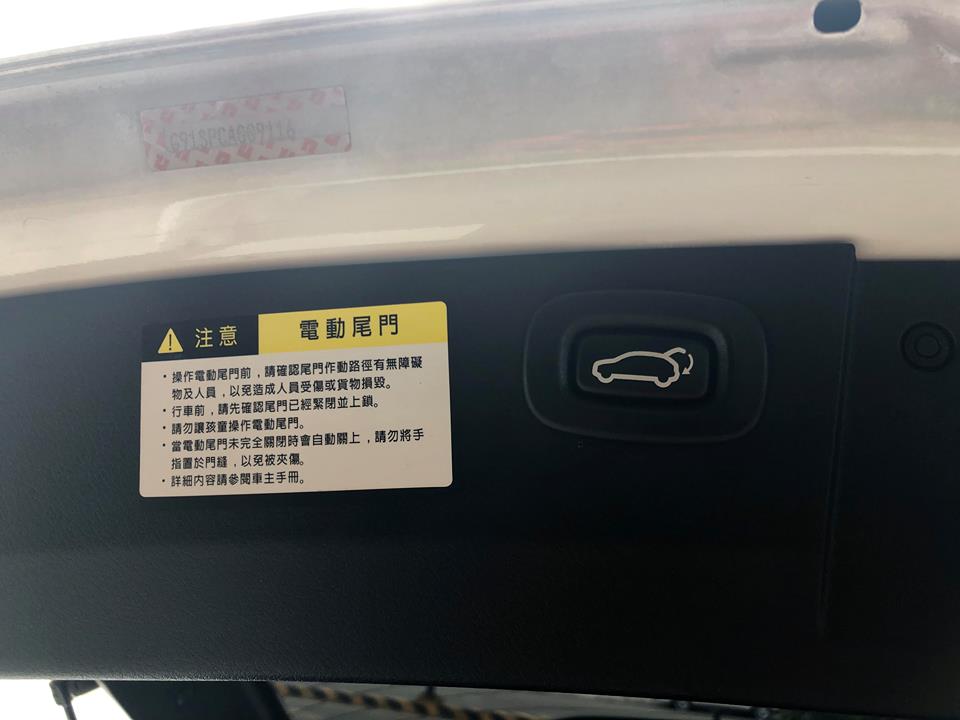 G91SPCAG09116
注意
電動尾門
・操作電動尾門前，請確認尾門作動路徑有無障礙
物及人員，以免造成人員受傷或貨物損毀。
・行車前，請先確認尾門已經緊閉並上鎖。
・請勿讓孩童操作電動尾門。
・當電動尾門未完全關閉時會自動關上，請勿將手
指置於門縫，以免被夾傷。
・詳細內容請參閱車主手冊。